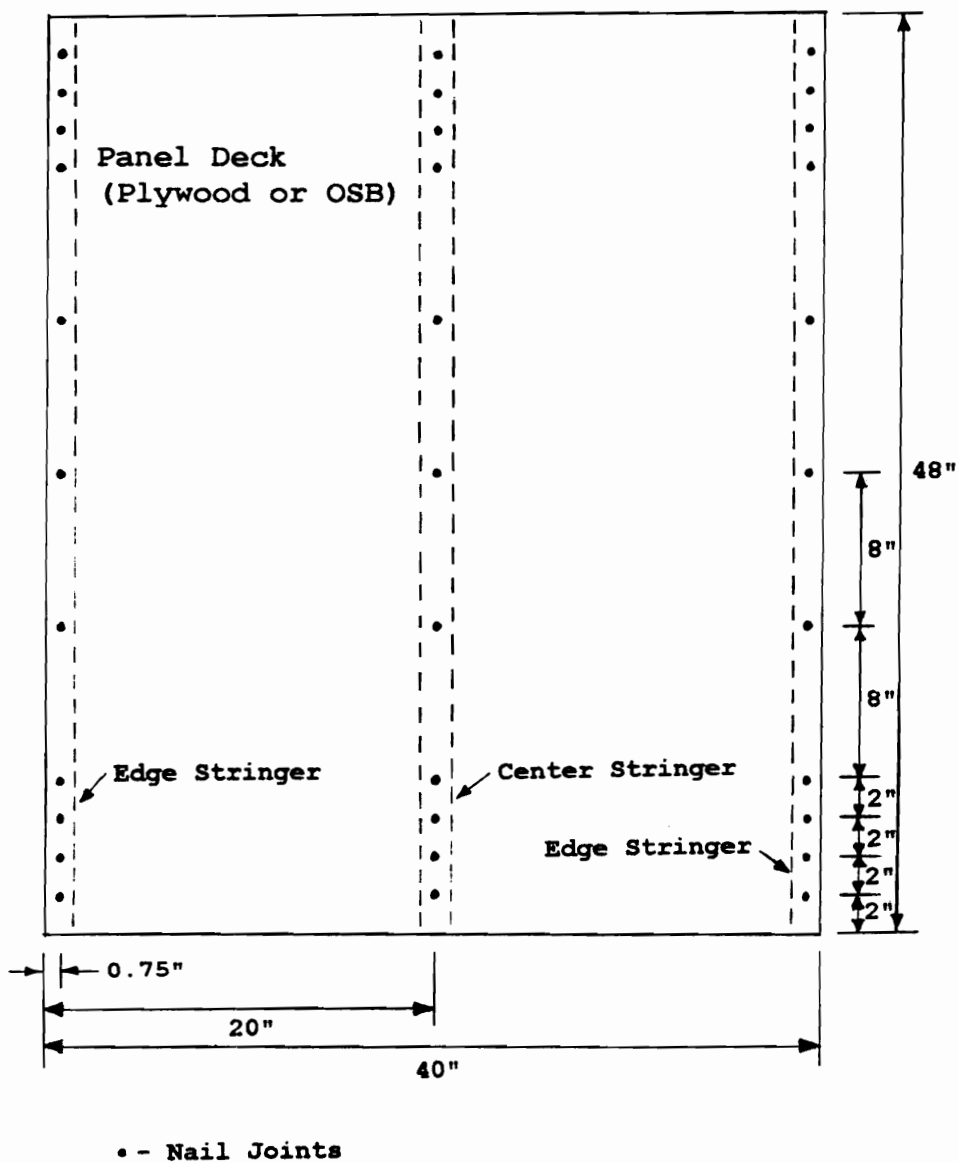 Panel Deck
(Plywood or OSB)
48"
8"
8"
Edge Stringer
Center Stringer
2"
2"
Edge Stringer
2"
2"
0.75"
20"
40"
• - Nail Joints